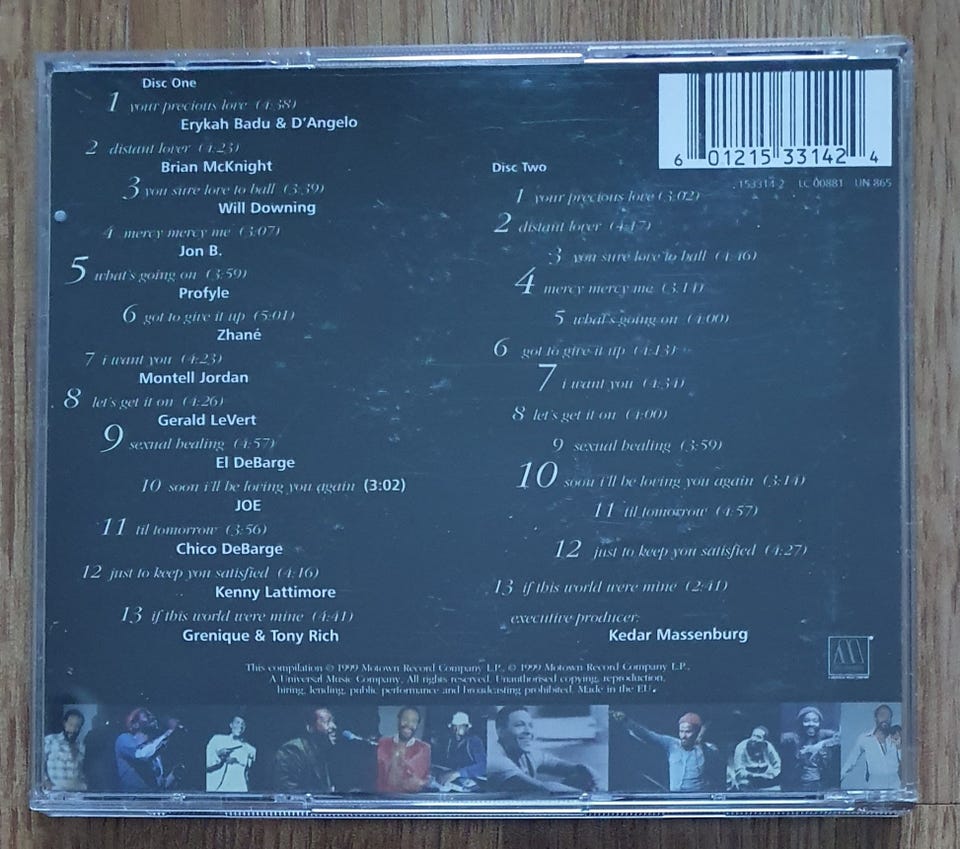 Disc One
1 your precious love (4:38)
Erykah Badu & D'Angelo
2 distant lover (4:23)
Brian McKnight
3 you sure love to ball (3:39)
Will Downing
4 mercy mercy me (3:07)
Jon B.
5 what's going on (3:59)
Profyle
6 got to give it up (5:01)
Zhané
7 i want you (4:23)
Montell Jordan
8 let's get it on (4:26)
Gerald LeVert
9 sexual healing (4:57)
El DeBarge
10 soon i'll be loving you again (3:02)
JOE
11 til tomorrow (3:56)
Chico DeBarge
12 just to keep you satisfied (4:16)
Kenny Lattimore
13 if this world were mine (4:41)
Grenique & Tony Rich
6 01215 33142 4
153314 2 LC 00881 UN 865
Disc Two
1 your precious love (3:02)
2 distant lover (4:17)
3 you sure love to ball (4:46)
4 mercy mercy me (3:14)
5 what's going on (4:00)
6 got to give it up (4:13)
7 i want you (4:34)
8 let's get it on (4:00)
9 sexual healing (3:59)
10 soon i'll be loving you again (3:14)
11 til tomorrow (4:57)
12 just to keep you satisfied (4:27)
13 if this world were mine (2:41)
executive producer:
Kedar Massenburg
This compilation ℗ 1999 Motown Record Company L.P., © 1999 Motown Record Company L.P.,
A Universal Music Company, All rights reserved. Unauthorised copying, reproduction,
hiring, lending, public performance and broadcasting prohibited. Made in the EU.
M